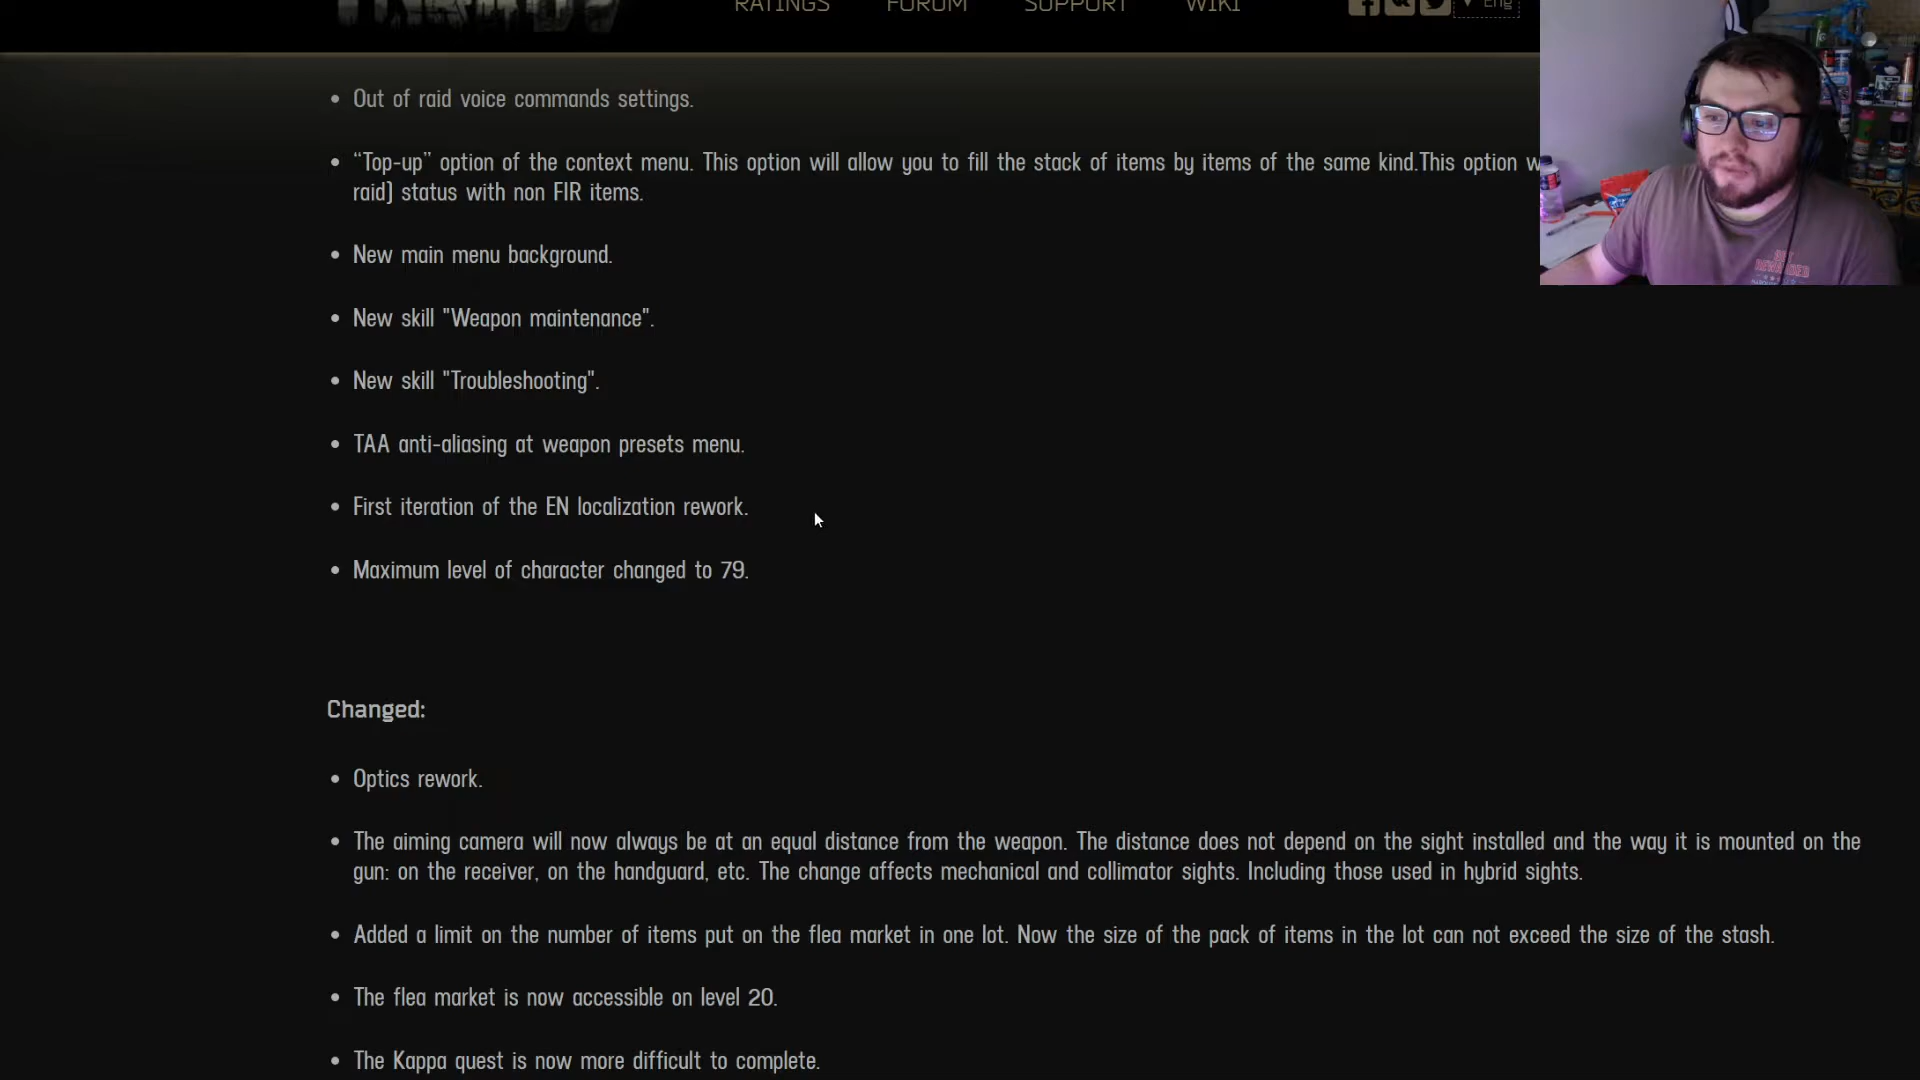 RATINGS FORUM SUPPORT WIKI Eng
• Out of raid voice commands settings.
• “Top-up” option of the context menu. This option will allow you to fill the stack of items by items of the same kind.This option
raid) status with non FIR items.
• New main menu background.
• New skill "Weapon maintenance".
• New skill "Troubleshooting".
• TAA anti-aliasing at weapon presets menu.
• First iteration of the EN localization rework.
• Maximum level of character changed to 79.
Changed:
• Optics rework.
• The aiming camera will now always be at an equal distance from the weapon. The distance does not depend on the sight installed and the way it is mounted on the
gun: on the receiver, on the handguard, etc. The change affects mechanical and collimator sights. Including those used in hybrid sights.
• Added a limit on the number of items put on the flea market in one lot. Now the size of the pack of items in the lot can not exceed the size of the stash.
• The flea market is now accessible on level 20.
• The Kappa quest is now more difficult to complete.